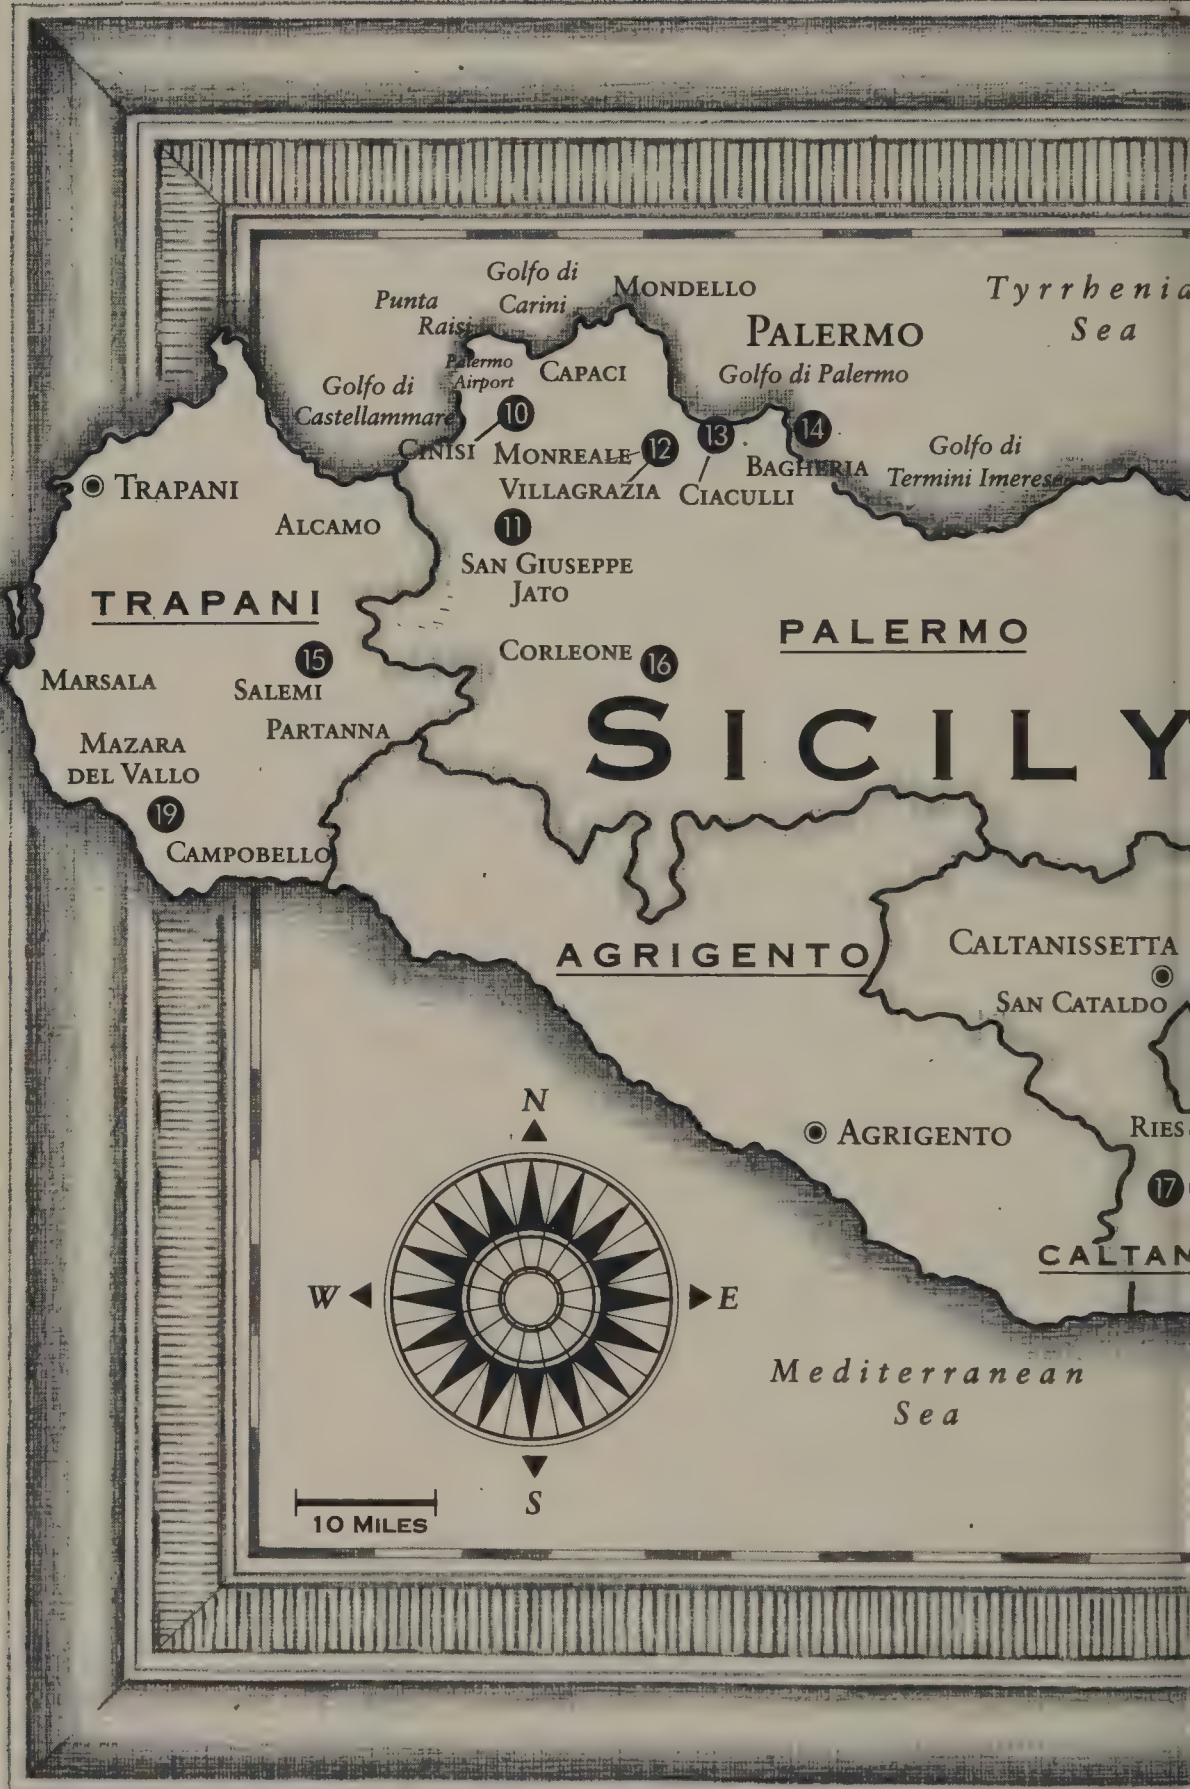 Golfo di
Carini
MONDELLO
Punta
Raisi
Tyrrhenia
Sea
PALERMO
Golfo di Palermo
Palermo
Airport
CAPACI
Golfo di
Castellammare
10
CINISI
MONREALE
12
13
14
BAGHERIA
Golfo di
Termini Imerese
VILLAGRAZIA
CIACULLI
TRAPANI
ALCAMO
11
SAN GIUSEPPE
JATO
TRAPANI
PALERMO
CORLEONE
16
15
SALEMI
MARSALA
PARTANNA
SICILY
MAZARA
DEL VALLO
19
CAMPOBELLO
AGRIGENTO
CALTANISSETTA
SAN CATALDO
AGRIGENTO
RIES
17
CALTAN
N
W
E
S
Mediterranean
Sea
10 MILES